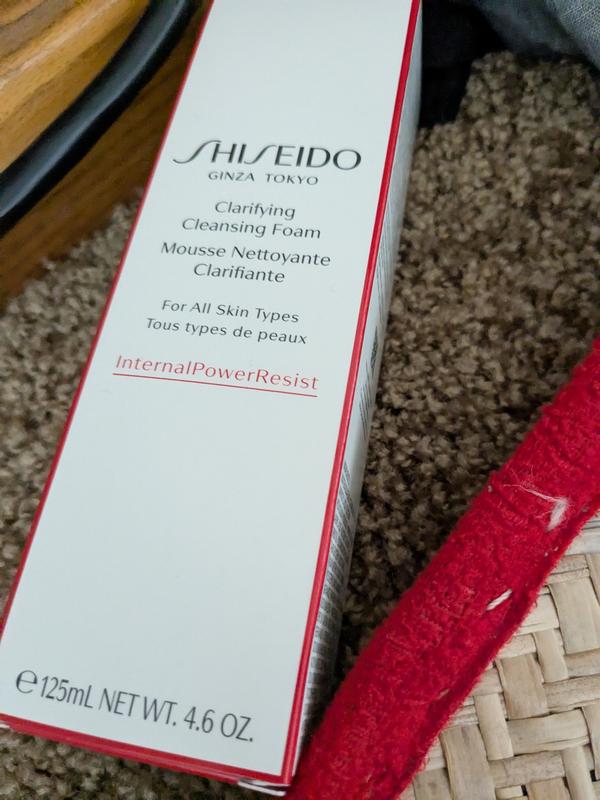 SHISEIDO
GINZA TOKYO
Clarifying
Cleansing Foam
Mousse Nettoyante
Clarifiante
For All Skin Types
Tous types de peaux
InternalPowerResist
℮125mL NET WT. 4.6 OZ.